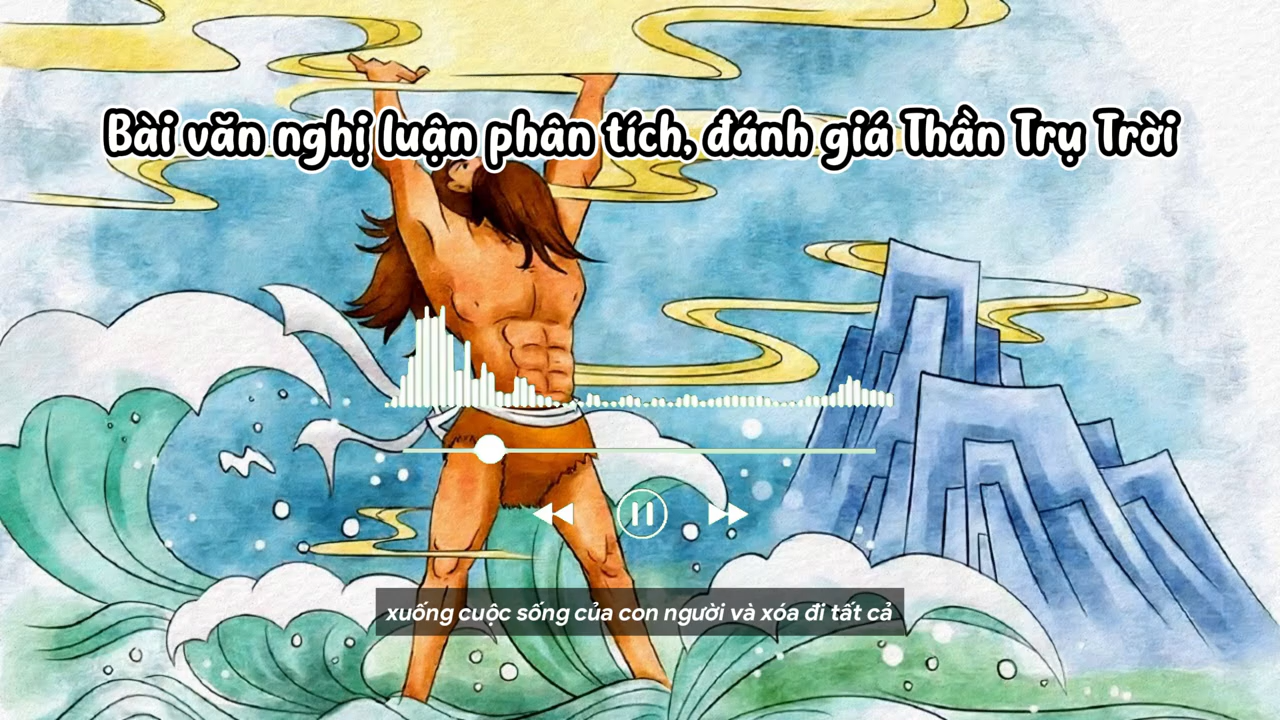 Bài văn nghị luận phân tích, đánh giá Thần Trụ Trời
xuống cuộc sống của con người và xóa đi tất cả